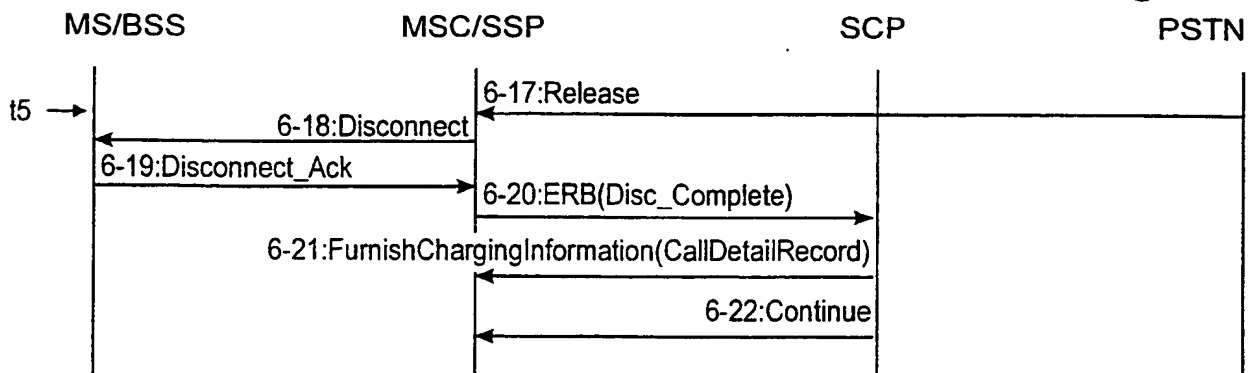 MS/BSS MSC/SSP SCP PSTN
6-17:Release
t5
6-18:Disconnect
6-19:Disconnect_Ack
6-20:ERB(Disc_Complete)
6-21:FurnishChargingInformation(CallDetailRecord)
6-22:Continue